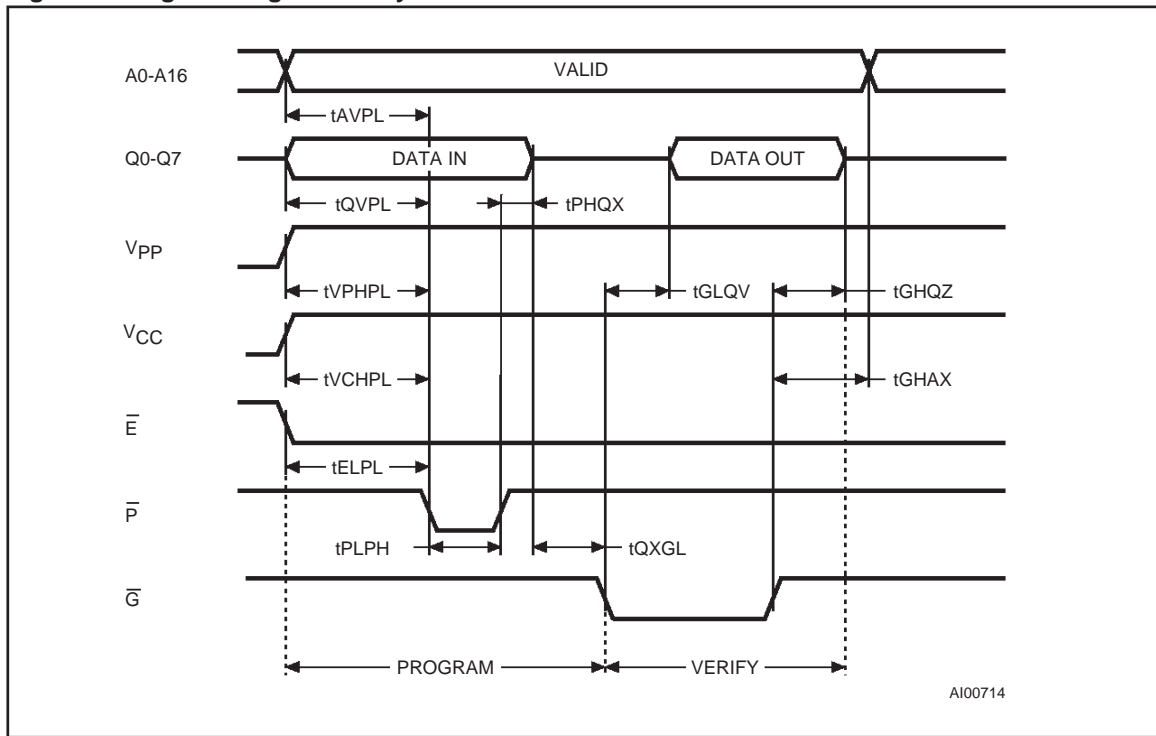 A0-A16
VALID
tAVPL
Q0-Q7
DATA IN
DATA OUT
tQVPL
tPHQX
VPP
tVPHPL
tGLQV
tGHQZ
VCC
tVCHPL
tGHAX
E̅
tELPL
P̅
tPLPH
tQXGL
G̅
PROGRAM
VERIFY
AI00714